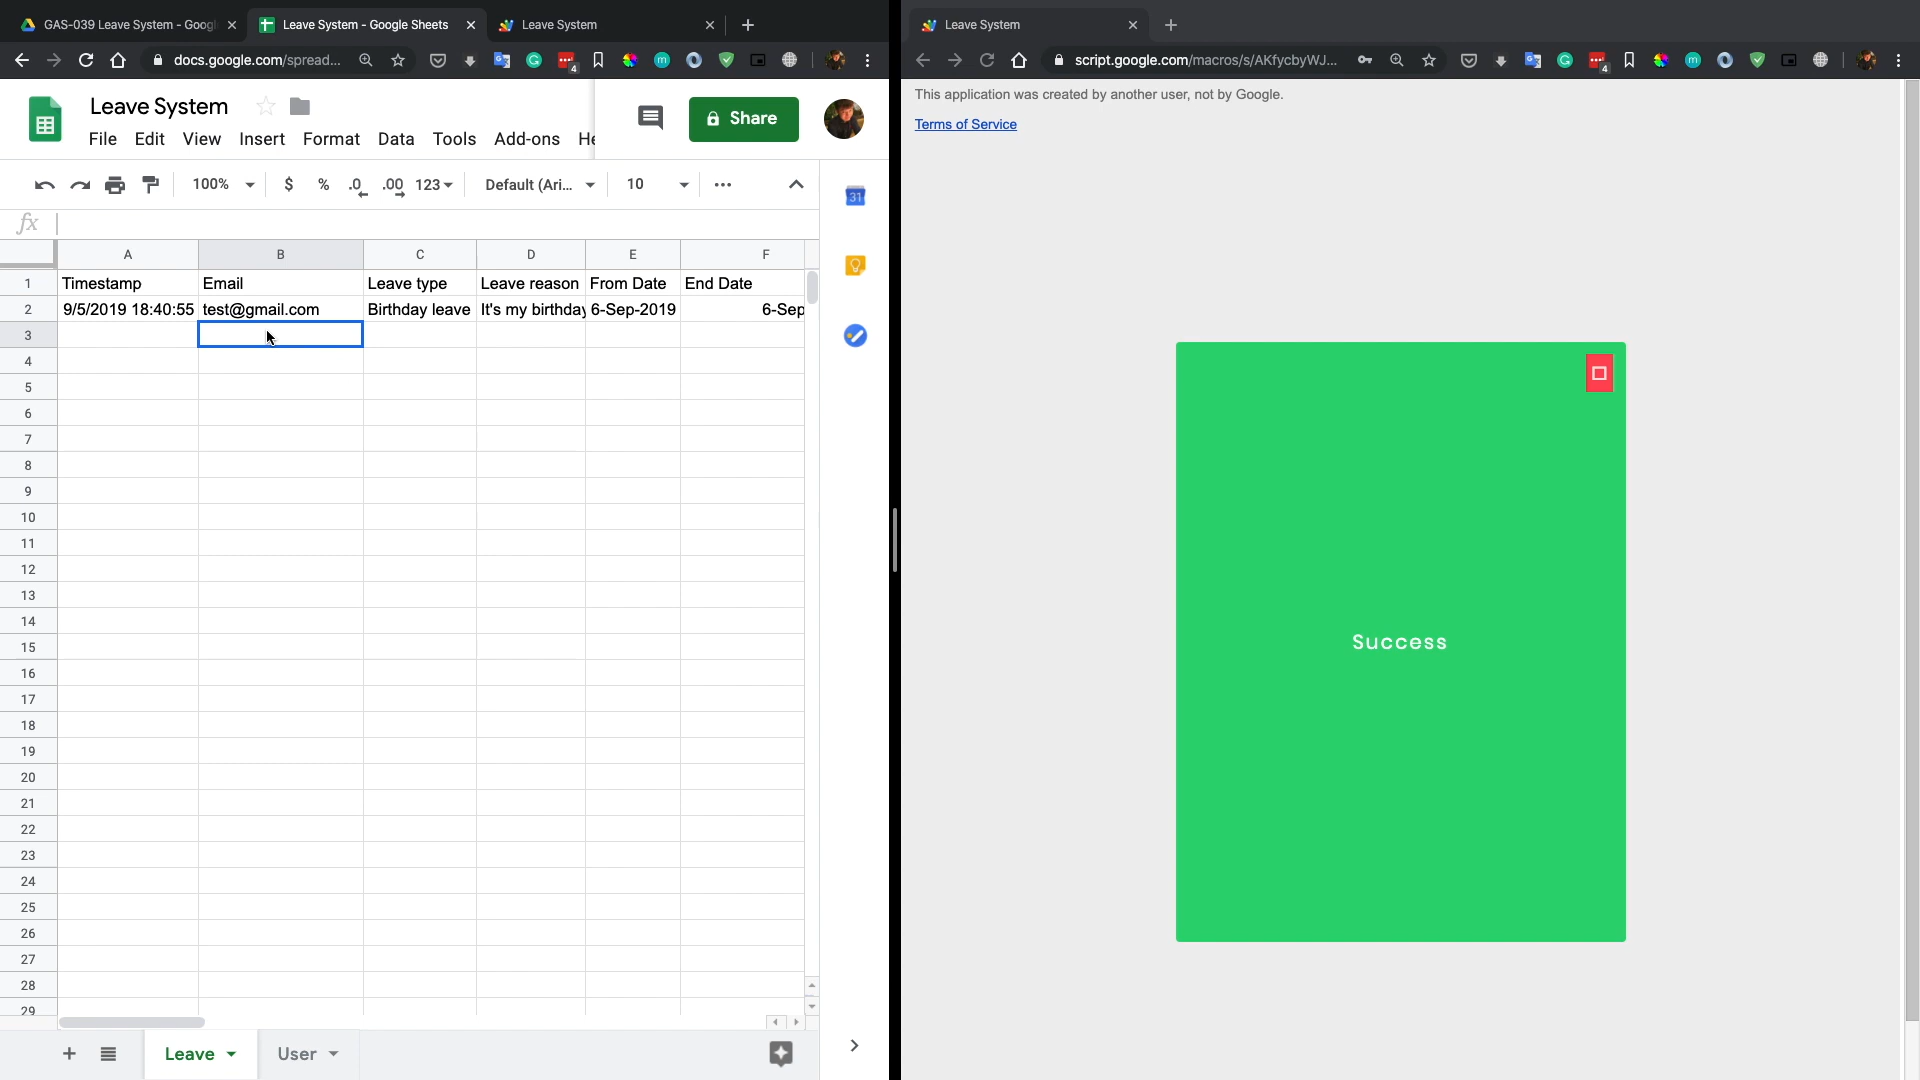 GAS-039 Leave System - Googl
Leave System - Google Sheets
Leave System
docs.google.com/spread...
4
Leave System
File Edit View Insert Format Data Tools Add-ons He
Share
100% $ % .0 .00 123 Default (Ari... 10
31
fx
A B C D E F
1 Timestamp Email Leave type Leave reason From Date End Date
2 9/5/2019 18:40:55 test@gmail.com Birthday leave It's my birthday 6-Sep-2019 6-Sep
3
4
5
6
7
8
9
10
11
12
13
14
15
16
17
18
19
20
21
22
23
24
25
26
27
28
29
Leave User
Leave System
script.google.com/macros/s/AKfycbyWJ...
4
This application was created by another user, not by Google.
Terms of Service
Success